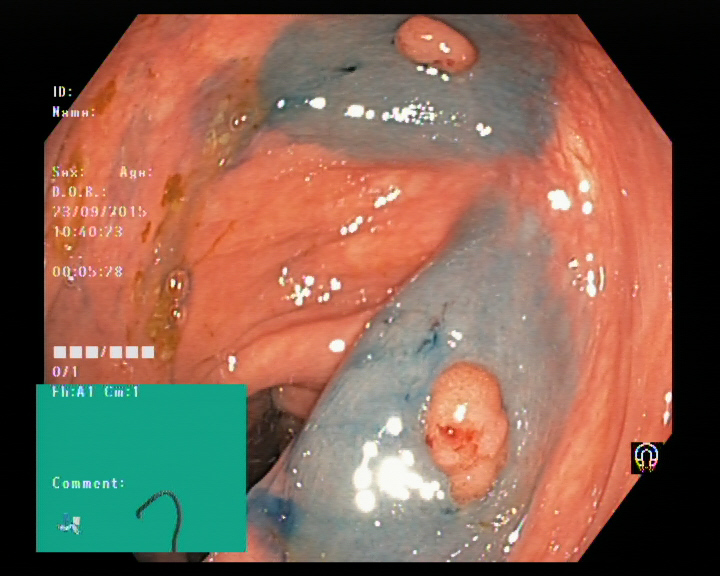 ID:
Name:
Sex: Age:
D.O.B.:
23/09/2015
10:40:23
00:05:28
■■■/■■■
0/1
Eh:A1 Cm:1
Comment: